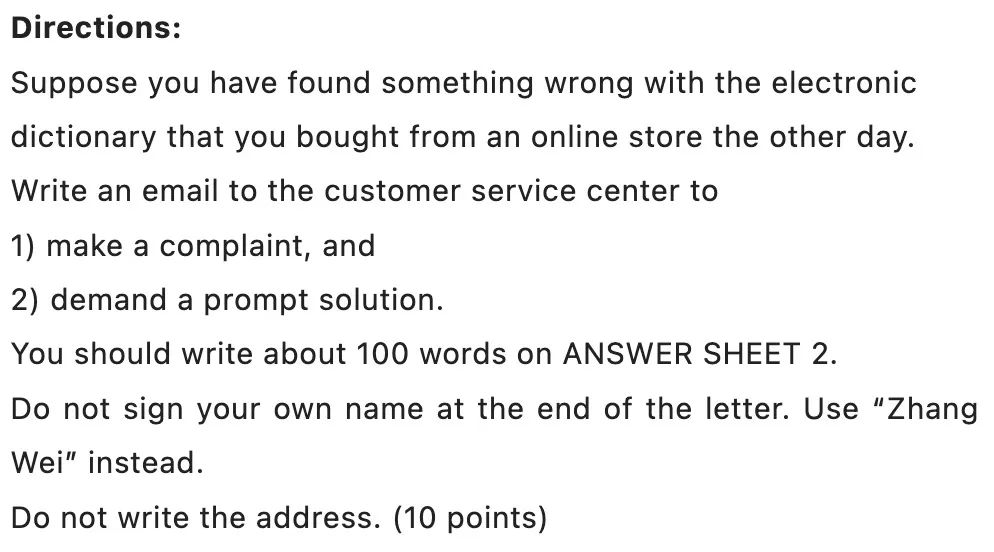 Directions:
Suppose you have found something wrong with the electronic
dictionary that you bought from an online store the other day.
Write an email to the customer service center to
1) make a complaint, and
2) demand a prompt solution.
You should write about 100 words on ANSWER SHEET 2.
Do not sign your own name at the end of the letter. Use “Zhang
Wei” instead.
Do not write the address. (10 points)